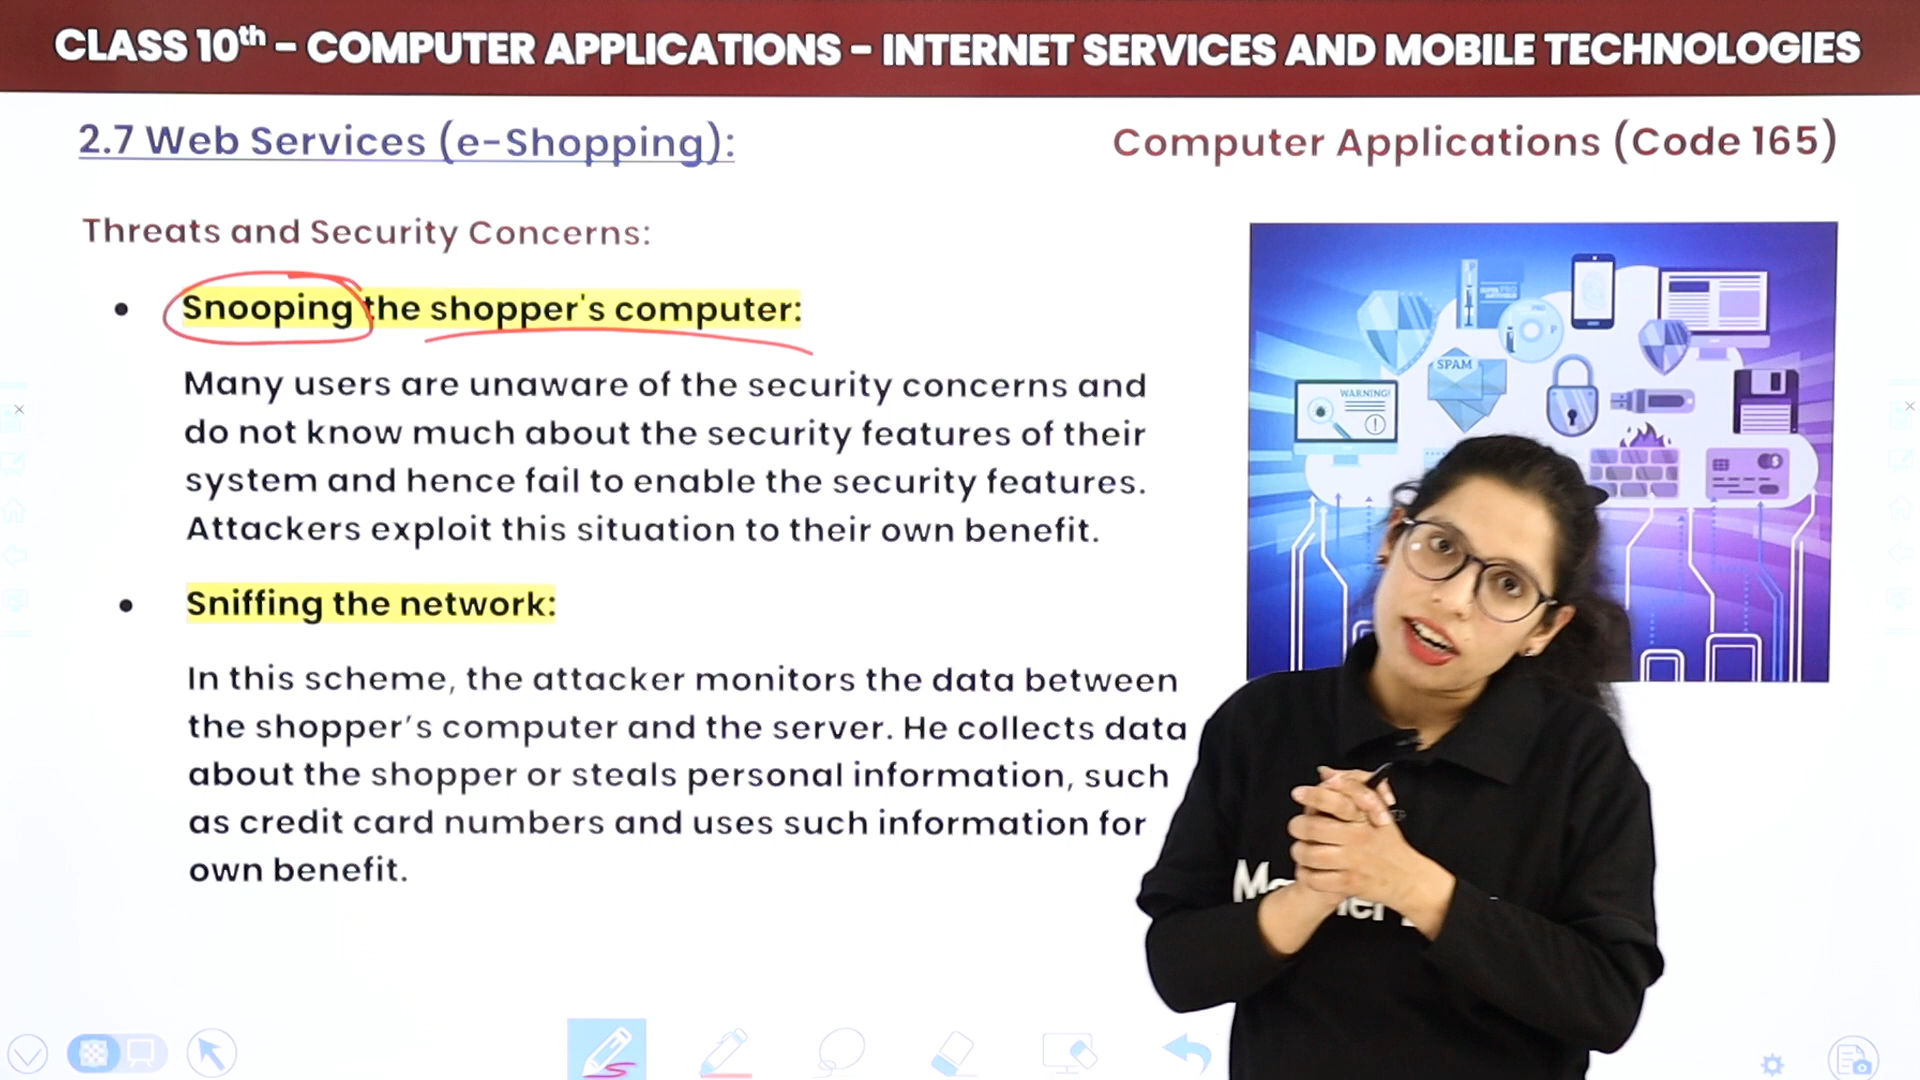 CLASS 10th – COMPUTER APPLICATIONS – INTERNET SERVICES AND MOBILE TECHNOLOGIES
2.7 Web Services (e-Shopping):
Computer Applications (Code 165)
Threats and Security Concerns:
• Snooping the shopper's computer:
Many users are unaware of the security concerns and
do not know much about the security features of their
system and hence fail to enable the security features.
Attackers exploit this situation to their own benefit.
• Sniffing the network:
In this scheme, the attacker monitors the data between
the shopper’s computer and the server. He collects data
about the shopper or steals personal information, such
as credit card numbers and uses such information for
own benefit.
SPAM
WARNING!